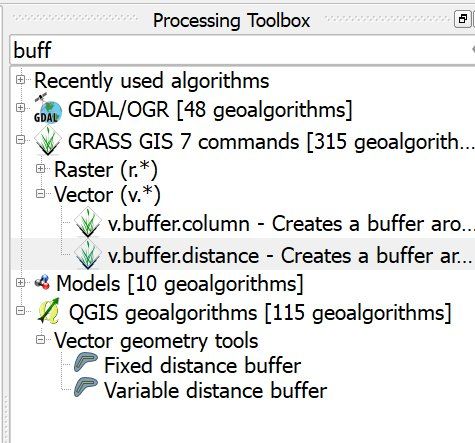 Processing Toolbox
buff
Recently used algorithms
GDAL/OGR [48 geoalgorithms]
GRASS GIS 7 commands [315 geoalgorith...
Raster (r.*)
Vector (v.*)
v.buffer.column - Creates a buffer aro...
v.buffer.distance - Creates a buffer ar...
Models [10 geoalgorithms]
QGIS geoalgorithms [115 geoalgorithms]
Vector geometry tools
Fixed distance buffer
Variable distance buffer